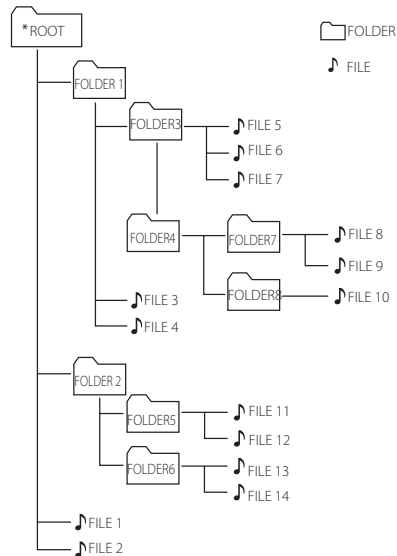 *ROOT
FOLDER
FILE
FOLDER 1
FOLDER3
FILE 5
FILE 6
FILE 7
FOLDER4
FOLDER7
FILE 8
FILE 9
FOLDER8
FILE 10
FILE 3
FILE 4
FOLDER 2
FOLDER5
FILE 11
FILE 12
FOLDER6
FILE 13
FILE 14
FILE 1
FILE 2